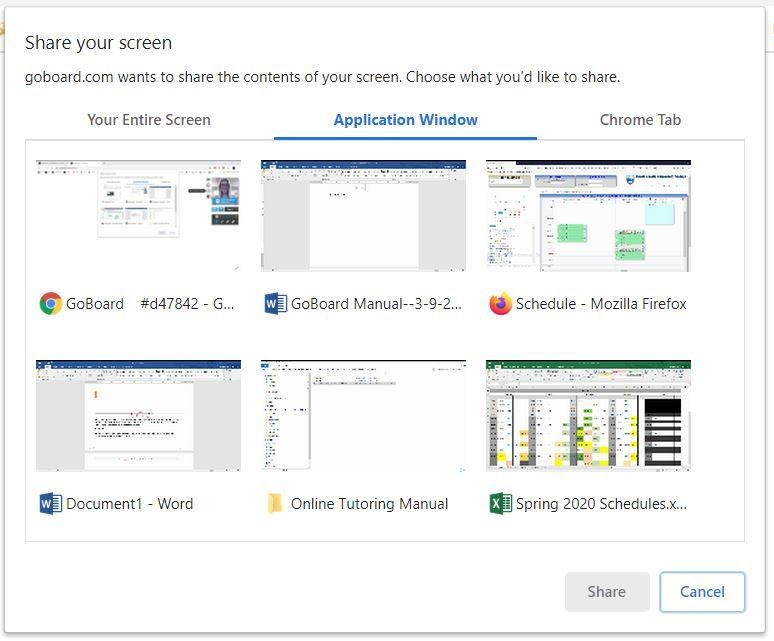 Share your screen
goboard.com wants to share the contents of your screen. Choose what you'd like to share.
Your Entire Screen Application Window Chrome Tab
GoBoard #d47842 - G... GoBoard Manual--3-9-2... Schedule - Mozilla Firefox
Document1 - Word Online Tutoring Manual Spring 2020 Schedules.x...
Share Cancel